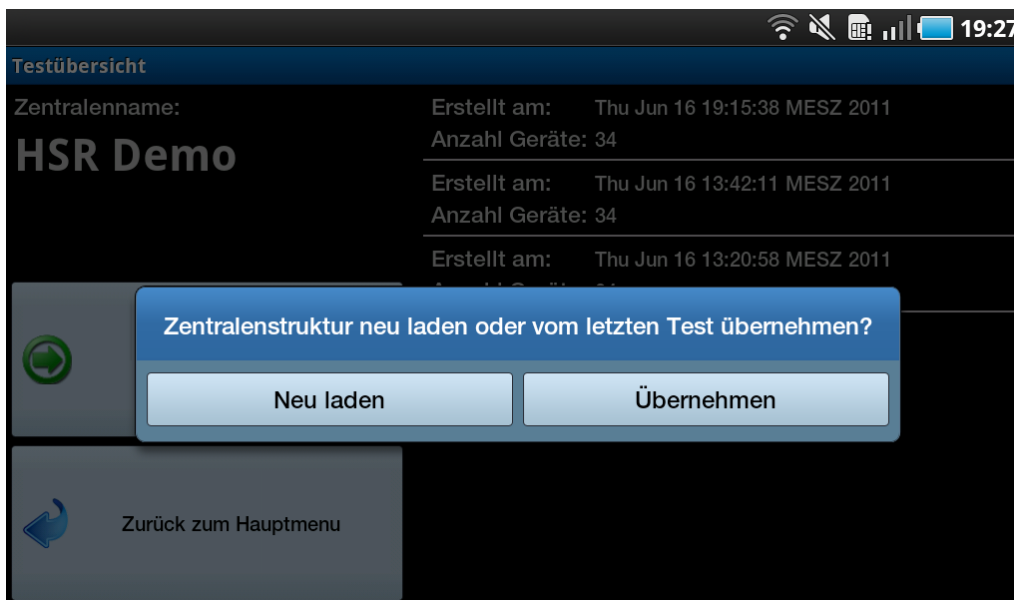 19:27
Testübersicht
Zentralenname:
HSR Demo
Erstellt am: Thu Jun 16 19:15:38 MESZ 2011
Anzahl Geräte: 34
Erstellt am: Thu Jun 16 13:42:11 MESZ 2011
Anzahl Geräte: 34
Erstellt am: Thu Jun 16 13:20:58 MESZ 2011
Zentralenstruktur neu laden oder vom letzten Test übernehmen?
Neu laden
Übernehmen
Zurück zum Hauptmenu